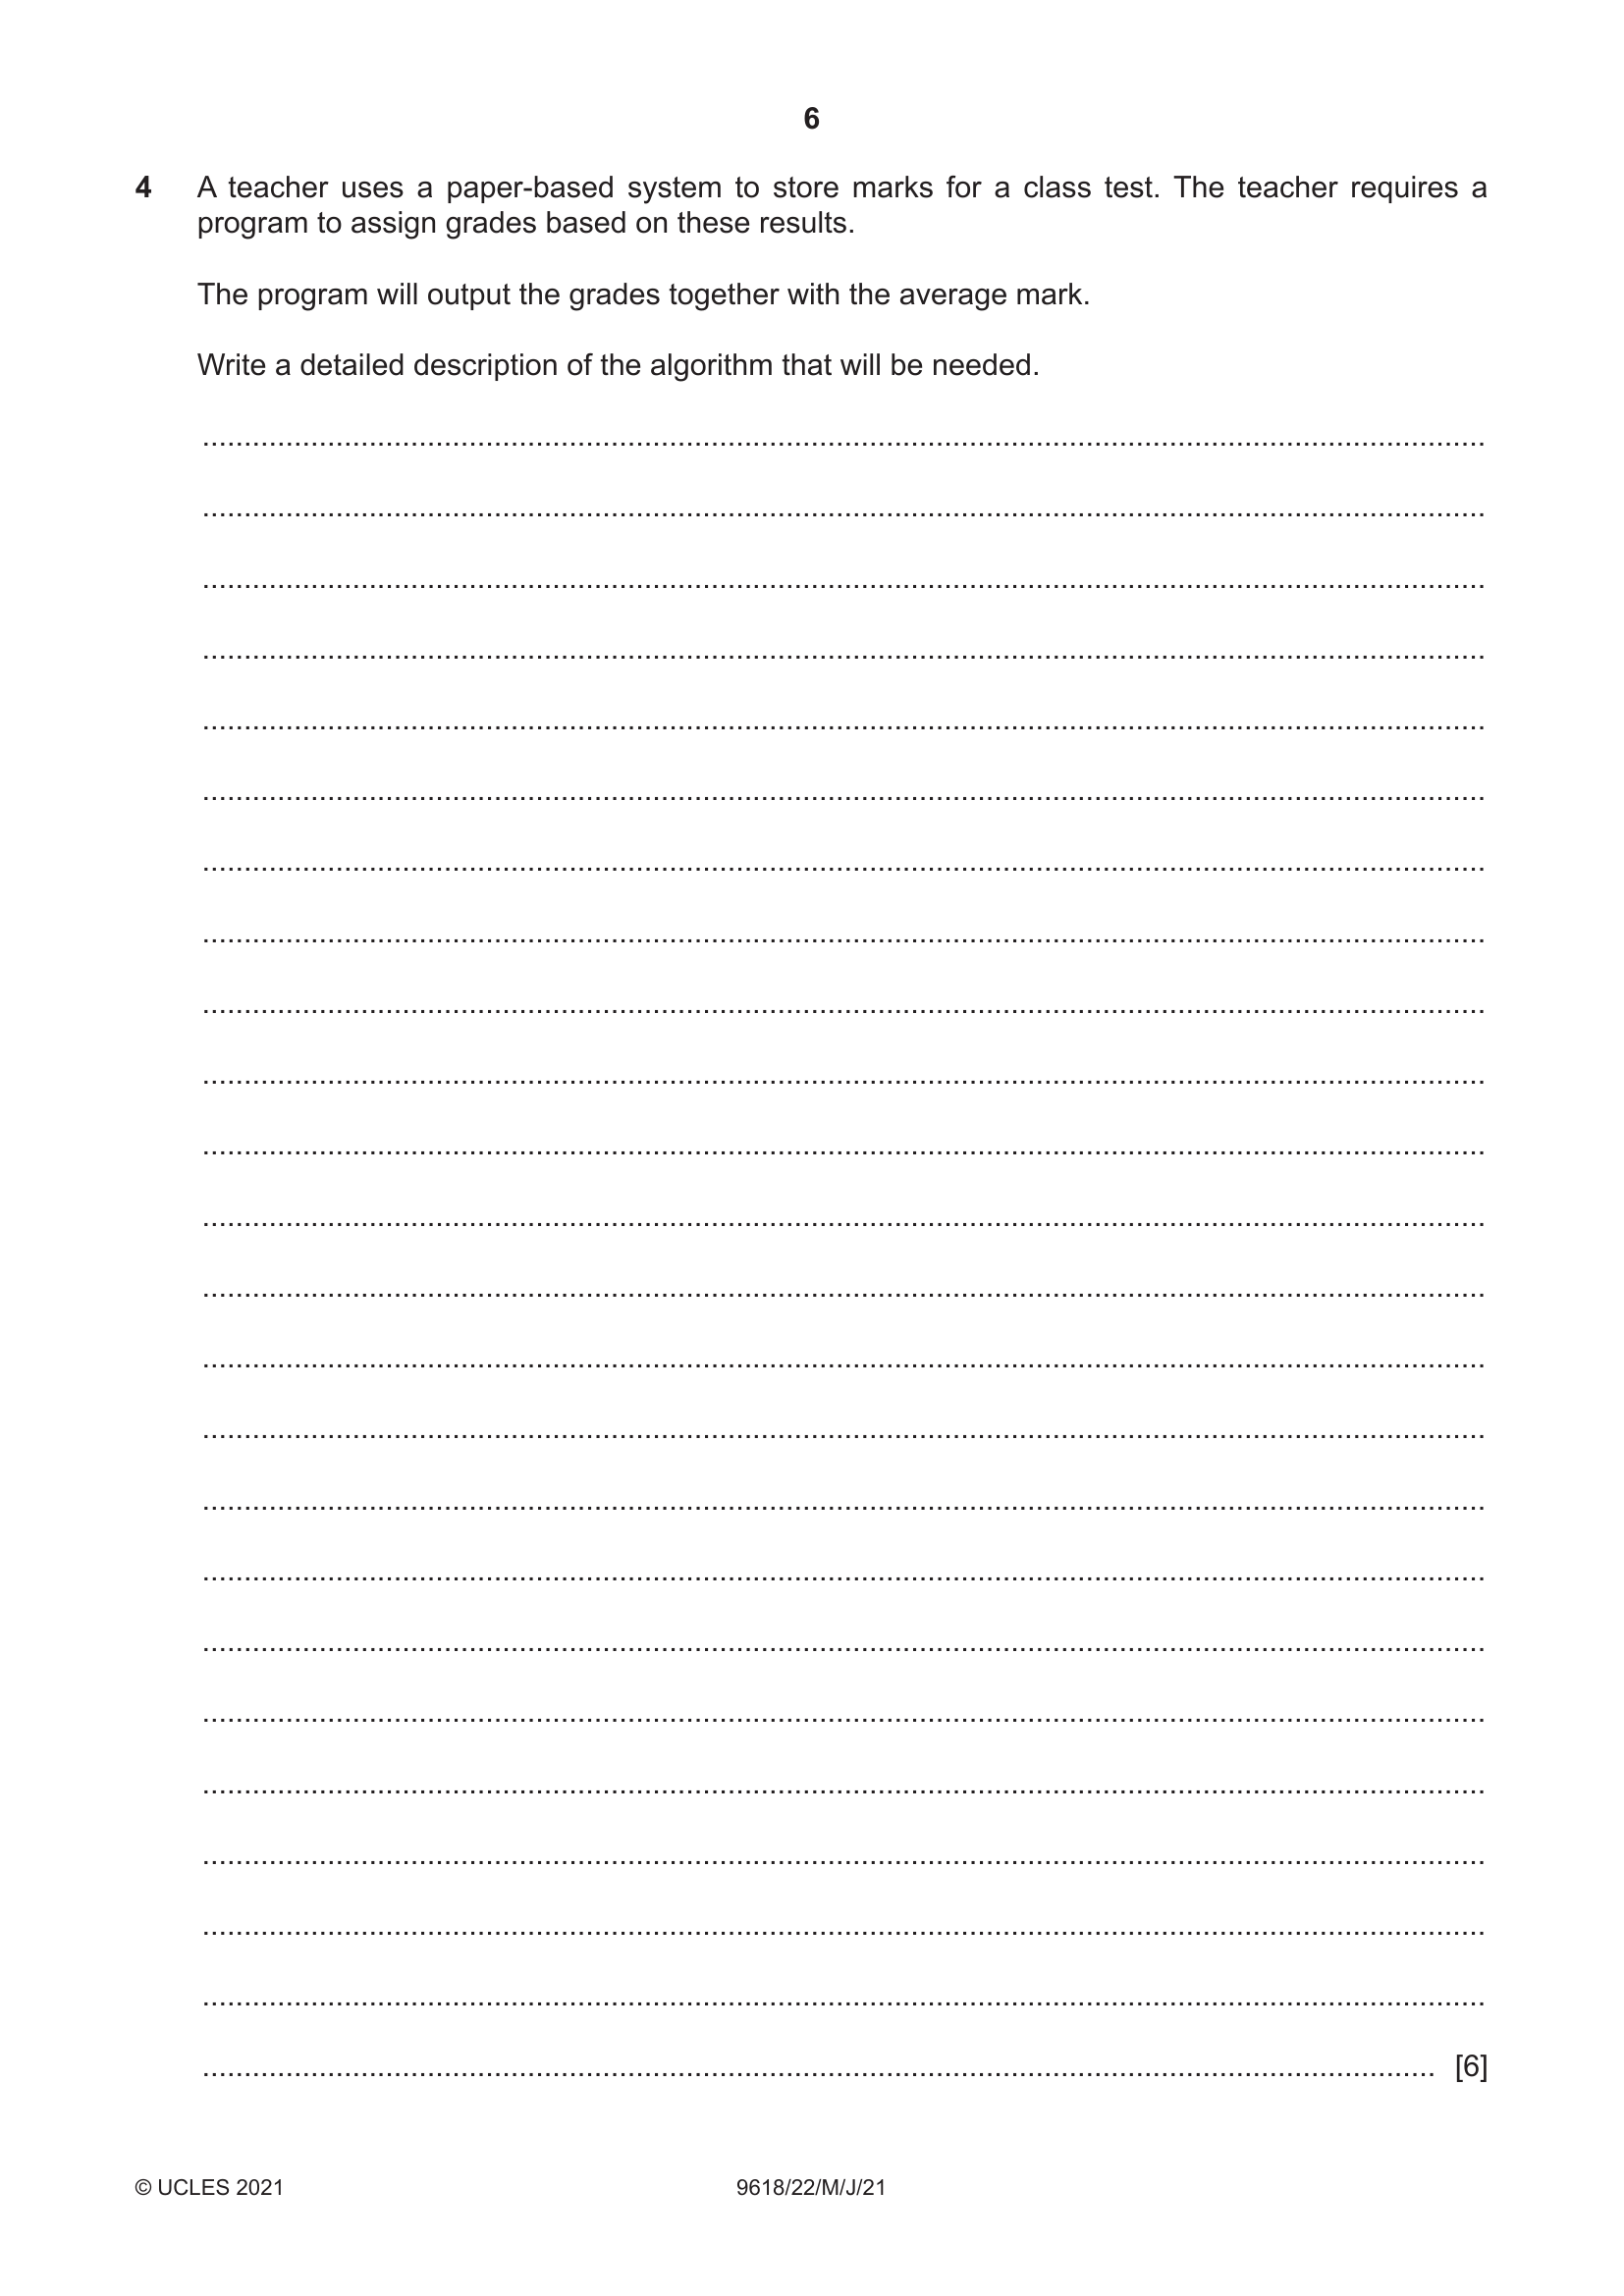 6
4 A teacher uses a paper-based system to store marks for a class test. The teacher requires a
program to assign grades based on these results.
The program will output the grades together with the average mark.
Write a detailed description of the algorithm that will be needed.
[6]
© UCLES 2021 9618/22/M/J/21